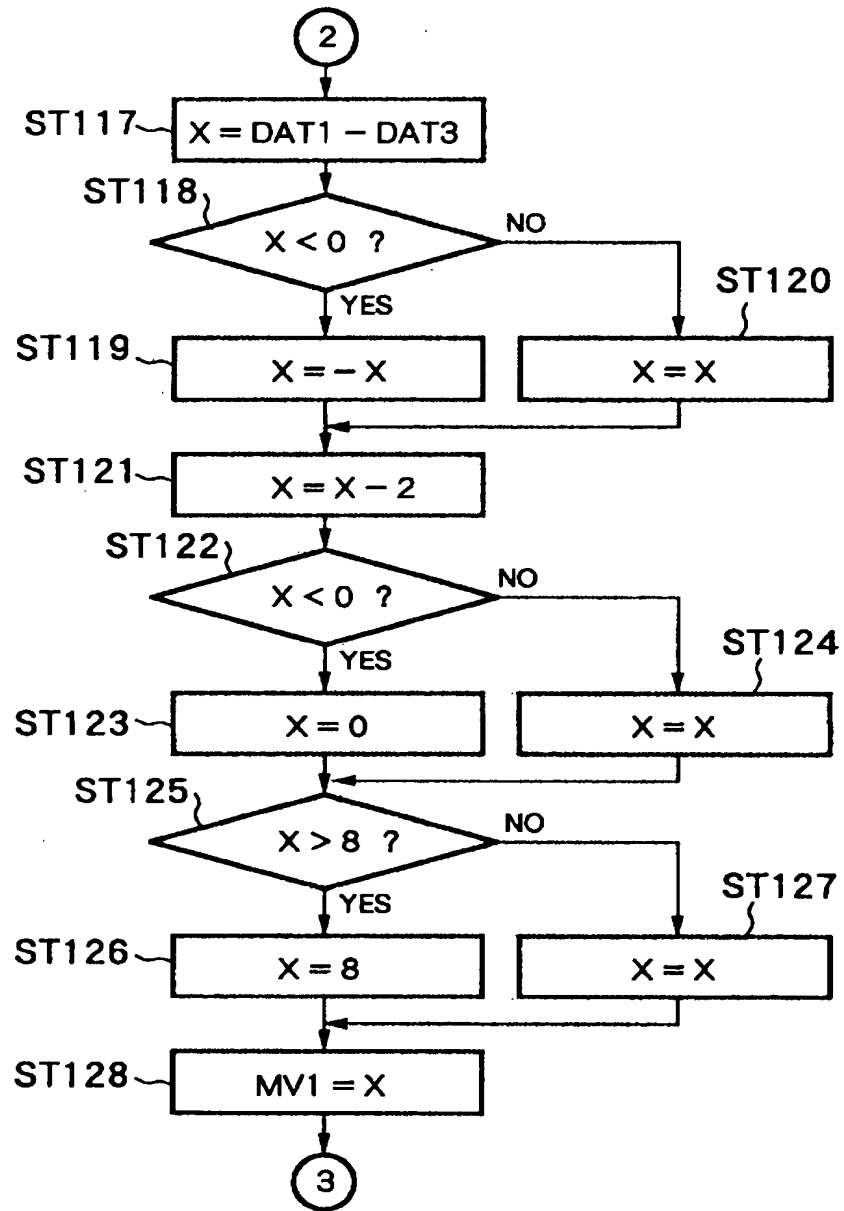 2
ST117
X = DAT1 – DAT3
ST118
X < 0 ?
NO
YES
ST119
X = – X
ST120
X = X
ST121
X = X – 2
ST122
X < 0 ?
NO
YES
ST123
X = 0
ST124
X = X
ST125
X > 8 ?
NO
YES
ST126
X = 8
ST127
X = X
ST128
MV1 = X
3